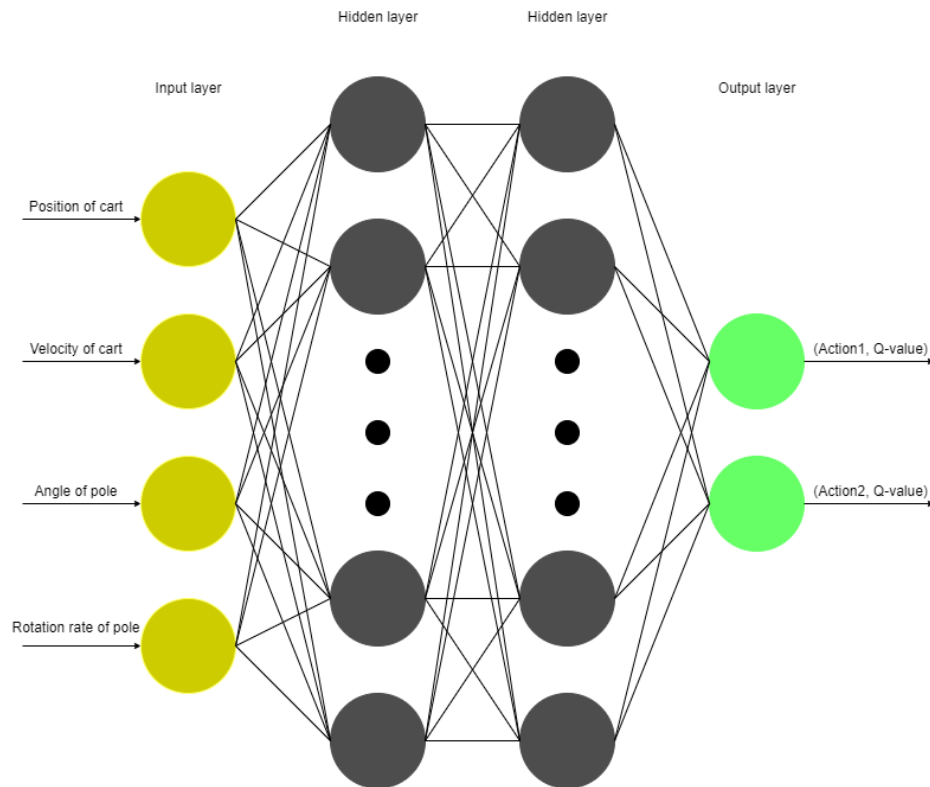 Hidden layer
Hidden layer
Input layer
Output layer
Position of cart
Velocity of cart
(Action1, Q-value)
Angle of pole
(Action2, Q-value)
Rotation rate of pole